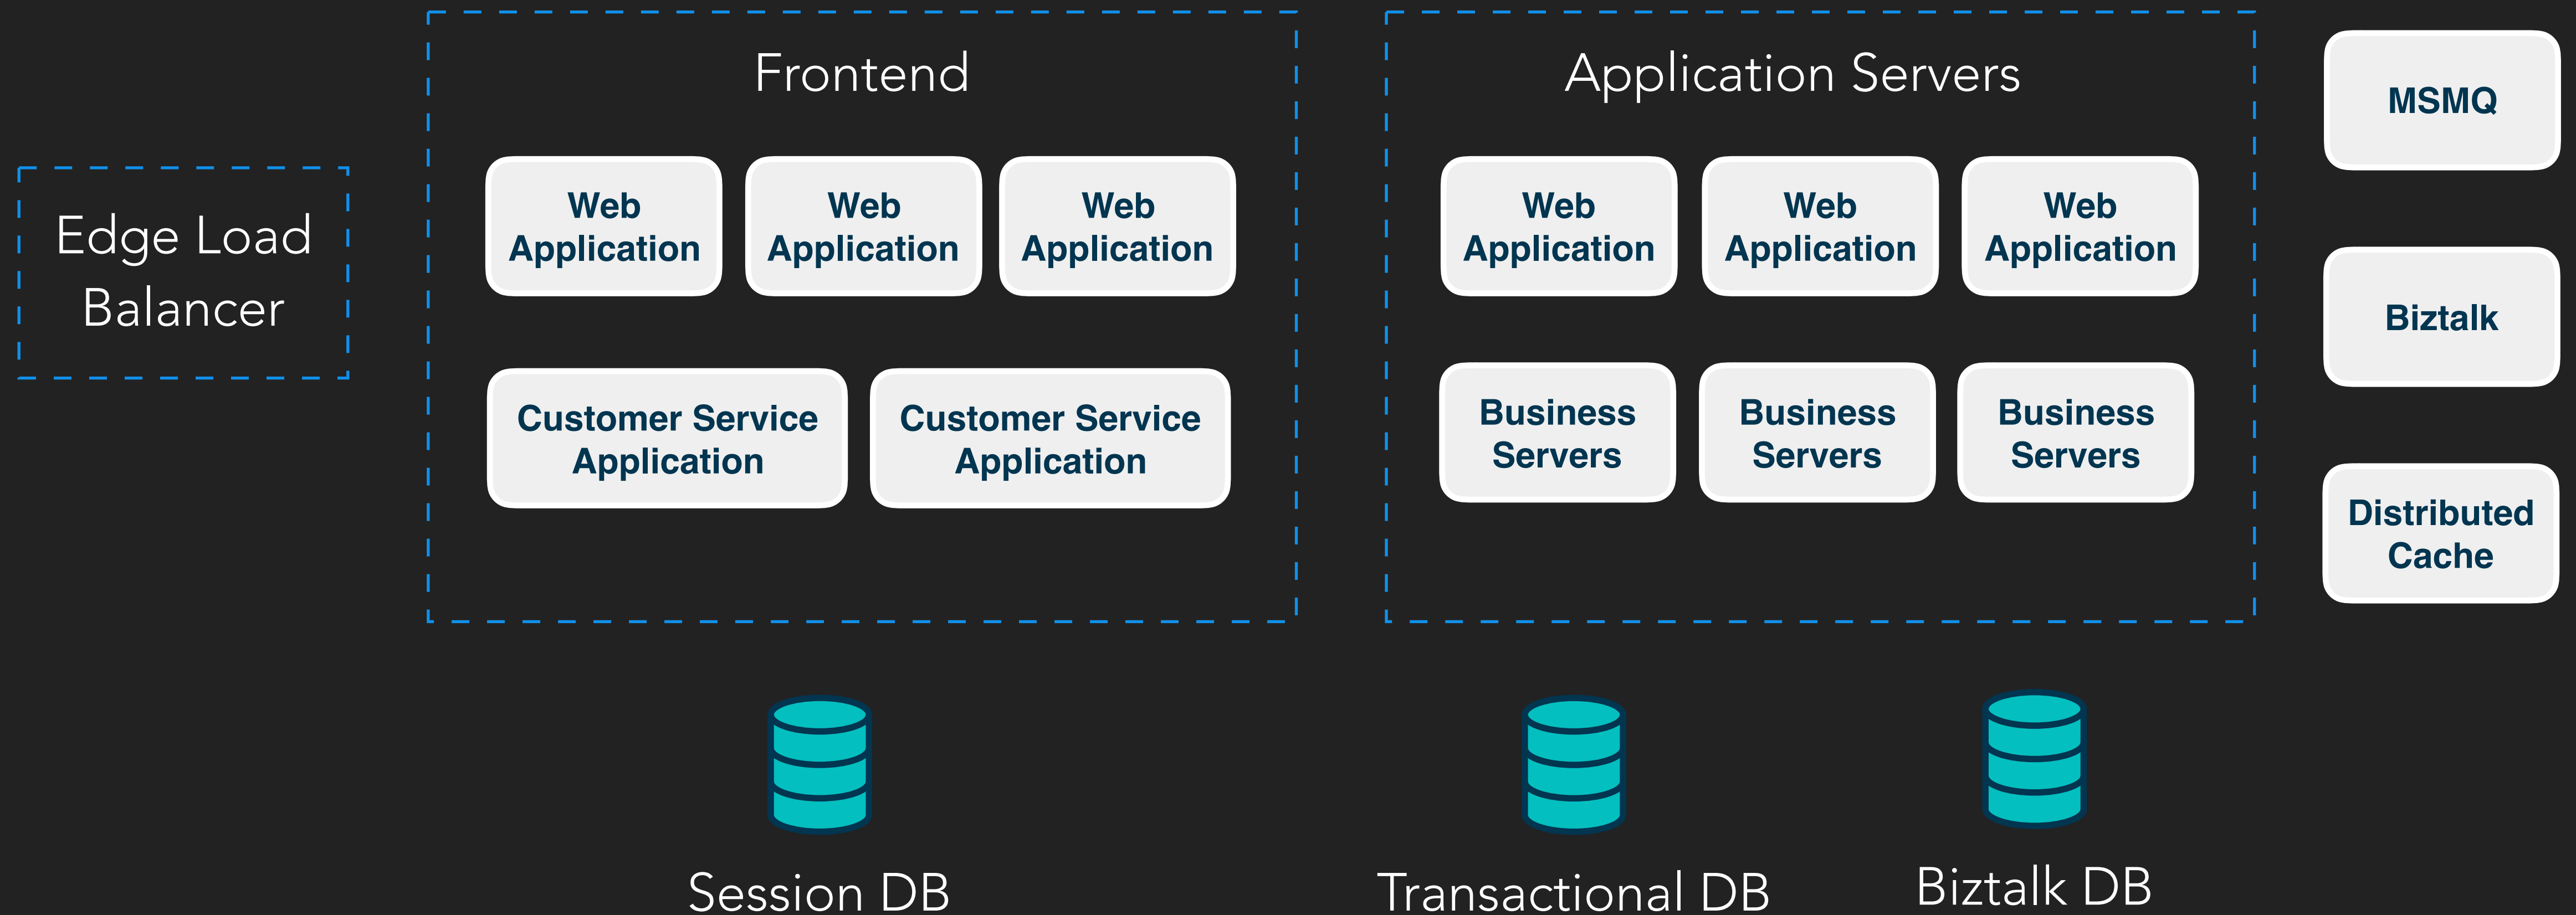 Edge Load
Balancer
Frontend
Web
Application
Web
Application
Web
Application
Customer Service
Application
Customer Service
Application
Application Servers
Web
Application
Web
Application
Web
Application
Business
Servers
Business
Servers
Business
Servers
MSMQ
Biztalk
Distributed
Cache
Session DB
Transactional DB
Biztalk DB